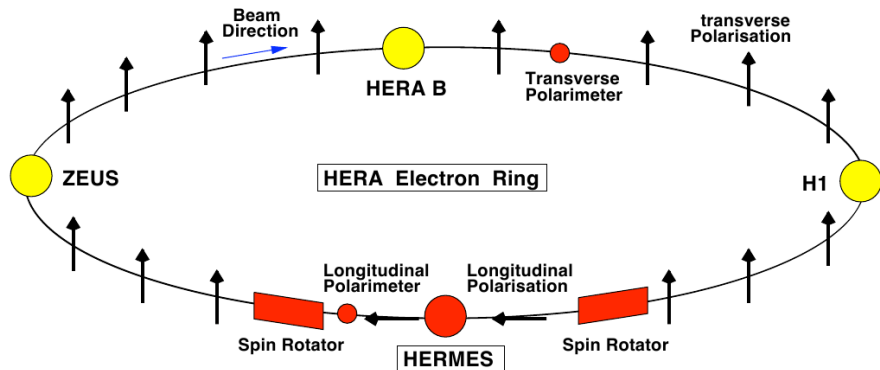 Beam
Direction
transverse
Polarisation
HERA B
Transverse
Polarimeter
ZEUS
HERA Electron Ring
H1
Longitudinal
Polarimeter
Longitudinal
Polarisation
Spin Rotator
HERMES
Spin Rotator